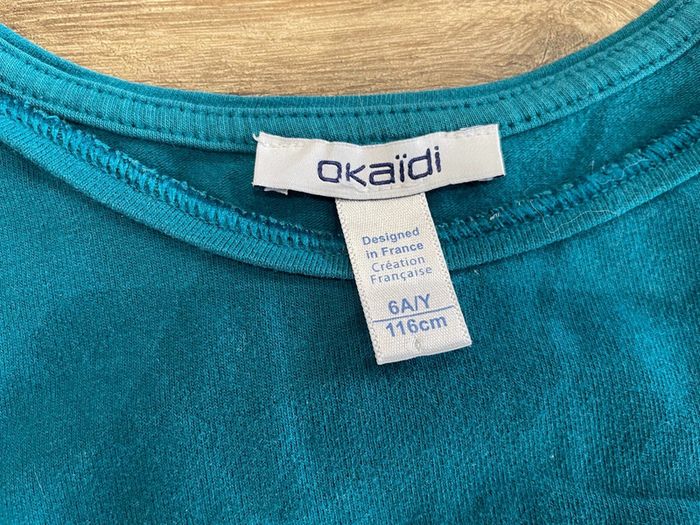 okaïdi
Designed
in France
Création
Française
6A/Y
116cm